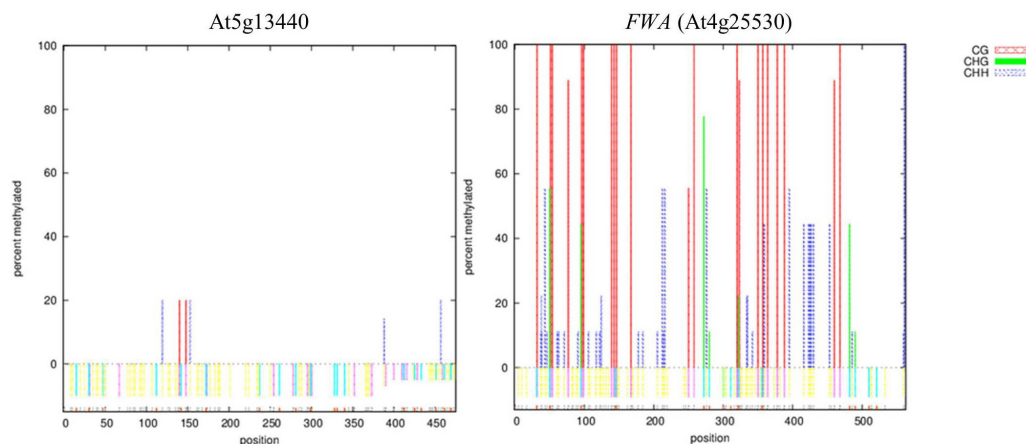 At5g13440
FWA (At4g25530)
CG
CHG
CHH
percent methylated
100
80
60
40
20
0
0 50 100 150 200 250 300 350 400 450
position
percent methylated
100
80
60
40
20
0
0 100 200 300 400 500
position